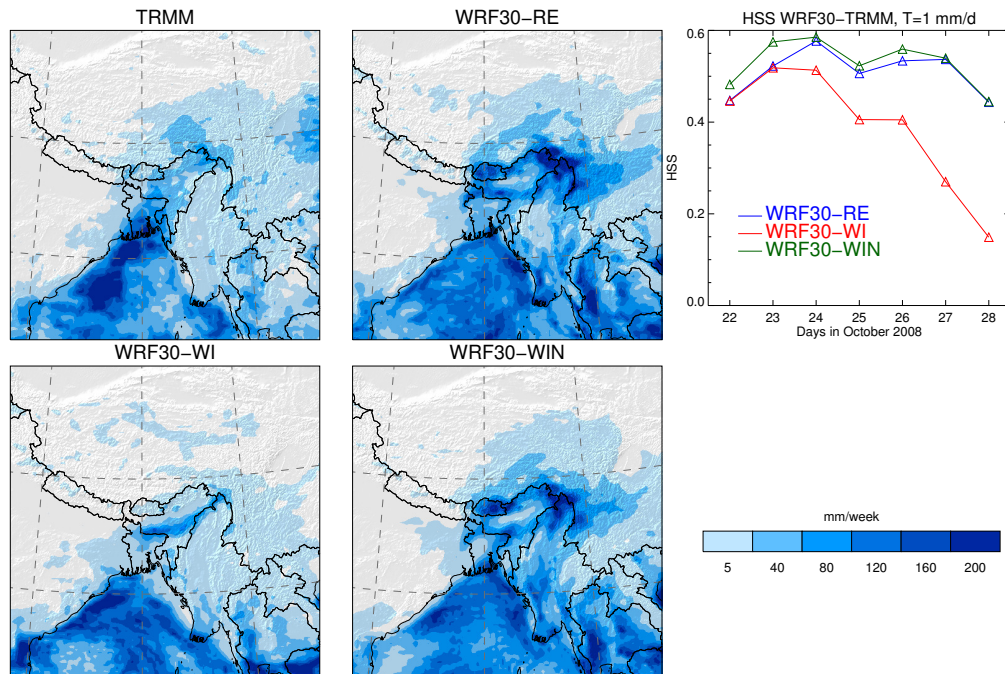 TRMM
WRF30−RE
HSS WRF30−TRMM, T=1 mm/d
0.6
0.4
0.2
0.0
HSS
WRF30−RE
WRF30−WI
WRF30−WIN
22 23 24 25 26 27 28
Days in October 2008
WRF30−WI
WRF30−WIN
mm/week
5 40 80 120 160 200